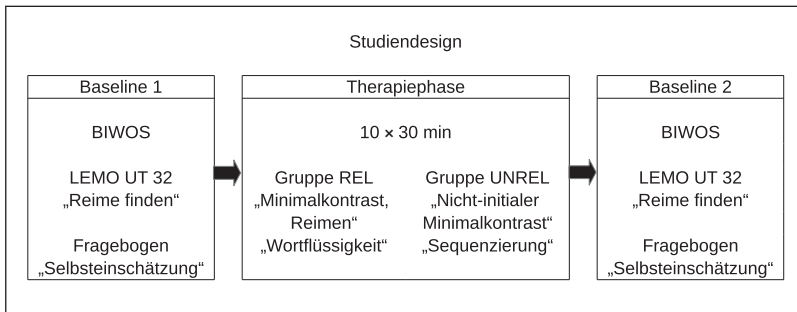 Studiendesign
Baseline 1
BIWOS
LEMO UT 32
„Reime finden“
Fragebogen
„Selbsteinschätzung“
Therapiephase
10 × 30 min
Gruppe REL
„Minimalkontrast,
Reimen“
„Wortflüssigkeit“
Gruppe UNREL
„Nicht-initialer
Minimalkontrast“
„Sequenzierung“
Baseline 2
BIWOS
LEMO UT 32
„Reime finden“
Fragebogen
„Selbsteinschätzung“